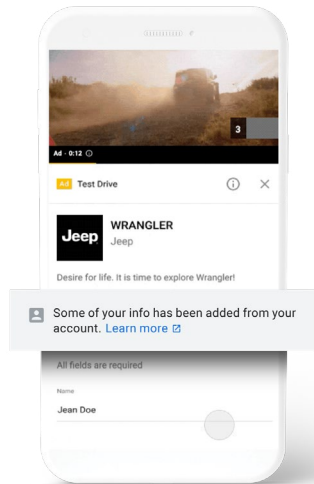 3
Ad · 0:12
Ad Test Drive
Jeep
WRANGLER
Jeep
Desire for life. It is time to explore Wrangler!
Some of your info has been added from your
account. Learn more
All fields are required
Name
Jean Doe